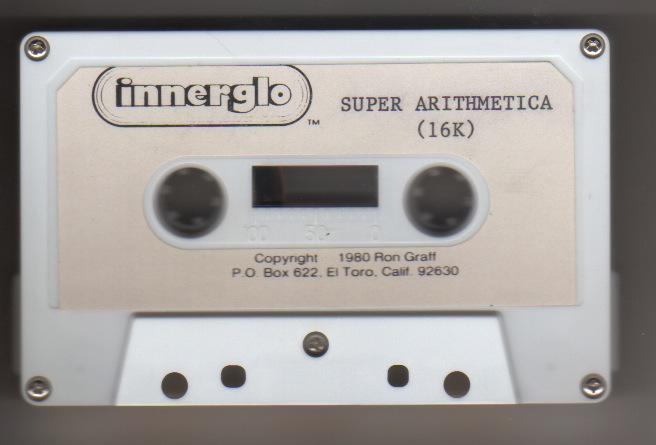 innerglo ™
SUPER ARITHMETICA
(16K)
100 50 0
Copyright 1980 Ron Graff
P.O. Box 622, El Toro, Calif. 92630